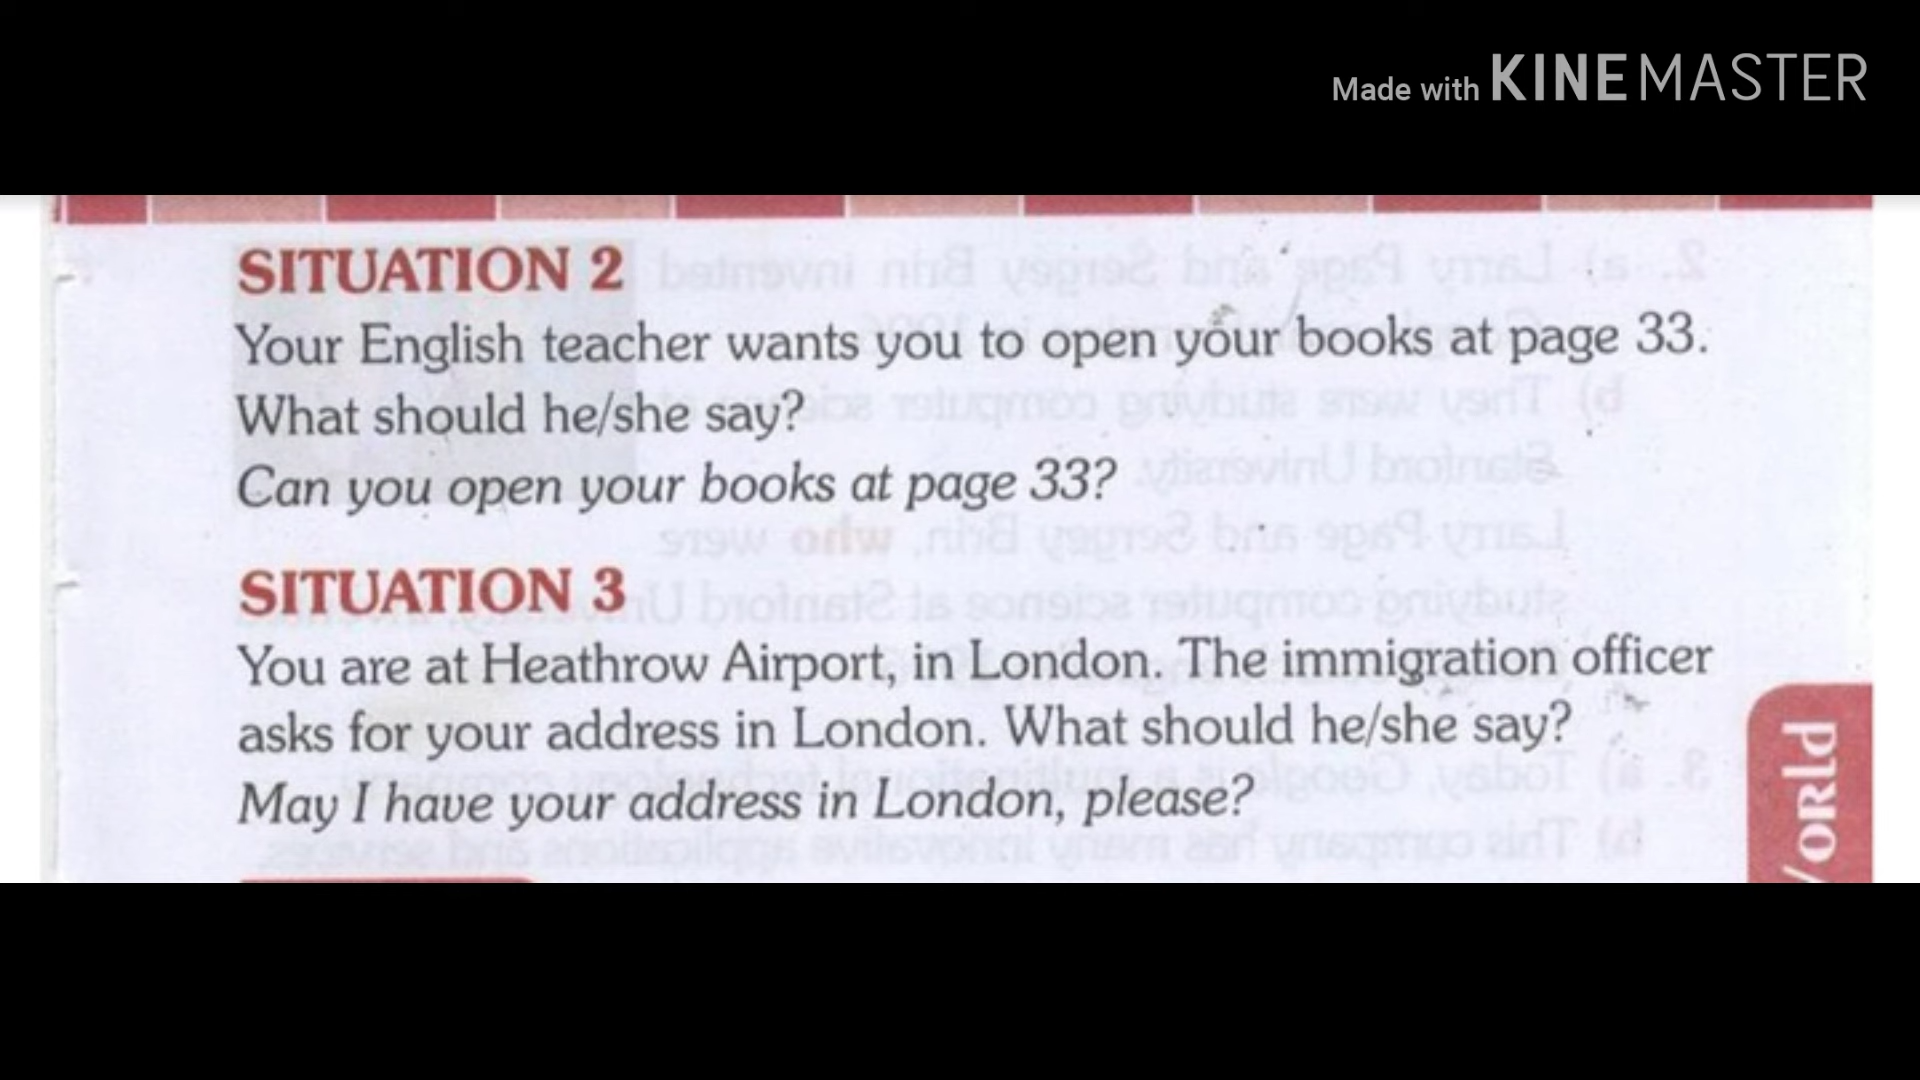 Made with KINEMASTER
SITUATION 2
Your English teacher wants you to open your books at page 33.
What should he/she say?
Can you open your books at page 33?
SITUATION 3
You are at Heathrow Airport, in London. The immigration officer
asks for your address in London. What should he/she say?
May I have your address in London, please?